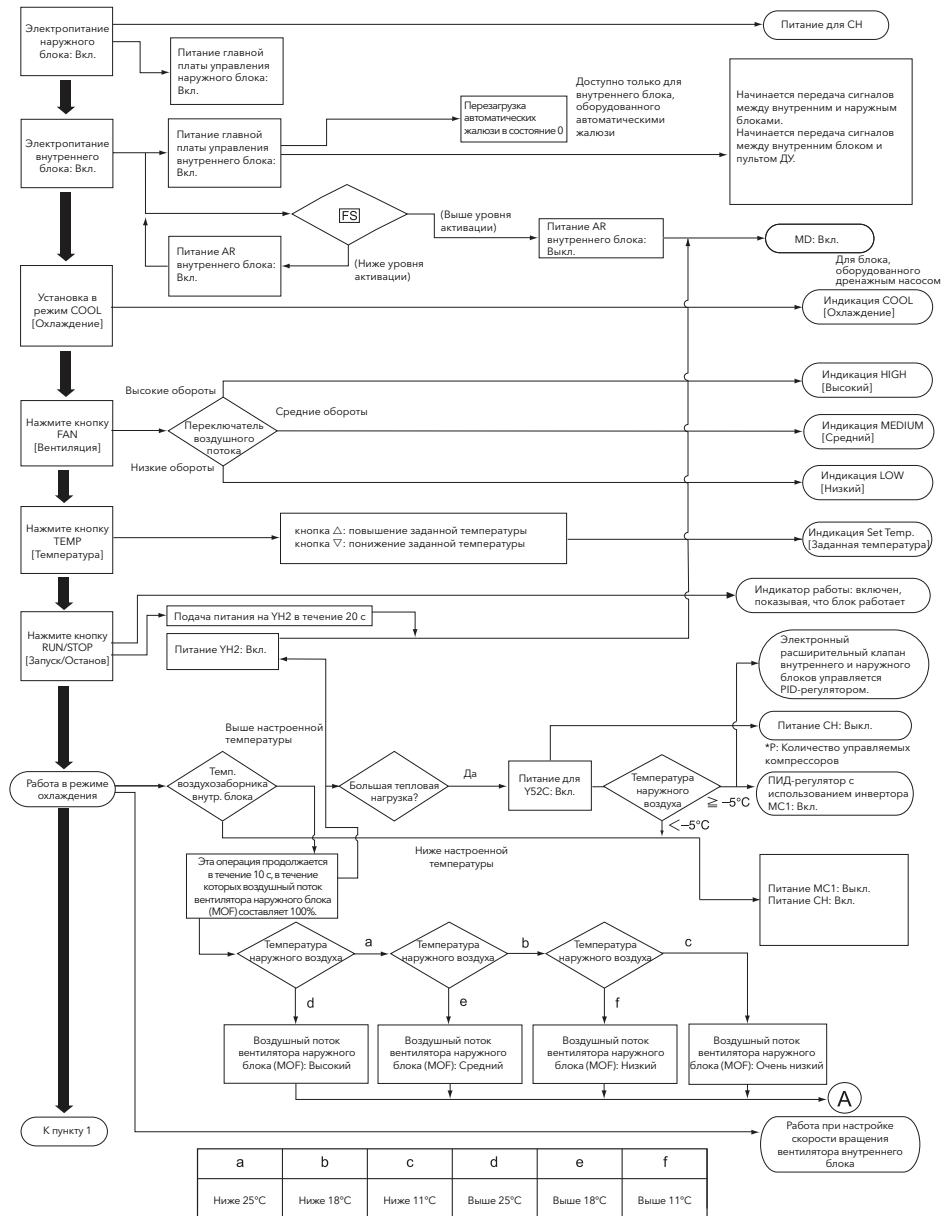 Электропитание
наружного
блока: Вкл.
Питание для CH
Питание главной
платы управления
наружного блока:
Вкл.
Электропитание
внутреннего
блока: Вкл.
Питание главной
платы управления
внутреннего блока:
Вкл.
Перезагрузка
автоматических
жалюзи в состояние 0
Доступно только для
внутреннего блока,
оборудованного
автоматическими
жалюзи
Начинается передача сигналов
между внутренним и наружным
блоками.
Начинается передача сигналов
между внутренним блоком и
пультом ДУ.
FS
(Выше уровня
активации)
Питание AR
внутреннего блока:
Выкл.
MD: Вкл.
Питание AR
внутреннего блока:
Вкл.
(Ниже уровня
активации)
Для блока,
оборудованного
дренажным насосом
Установка в
режим COOL
[Охлаждение]
Индикация COOL
[Охлаждение]
Высокие обороты
Индикация HIGH
[Высокий]
Нажмите кнопку
FAN
[Вентиляция]
Переключатель
воздушного
потока
Средние обороты
Индикация MEDIUM
[Средний]
Низкие обороты
Индикация LOW
[Низкий]
Нажмите кнопку
TEMP
[Температура]
кнопка △: повышение заданной температуры
кнопка ▽: понижение заданной температуры
Индикация Set Temp.
[Заданная температура]
Индикатор работы: включен,
показывая, что блок работает
Нажмите кнопку
RUN/STOP
[Запуск/Останов]
Подача питания на YH2 в течение 20 с
Питание YH2: Вкл.
Электронный
расширительный клапан
внутреннего и наружного
блоков управляется
PID-регулятором.
Выше настроенной
температуры
Питание CH: Выкл.
*P: Количество управляемых
компрессоров
Работа в режиме
охлаждения
Темп.
воздухозаборника
внутр. блока
Большая тепловая
нагрузка?
Да
Питание для
Y52C: Вкл.
Температура
наружного
воздуха
≧ –5°C
ПИД-регулятор с
использованием инвертора
MC1: Вкл.
< –5°C
Ниже настроенной
температуры
Эта операция продолжается
в течение 10 с, в течение
которых воздушный поток
вентилятора наружного блока
(MOF) составляет 100%.
Питание MC1: Выкл.
Питание CH: Вкл.
Температура
наружного воздуха
a
Температура
наружного воздуха
b
Температура
наружного воздуха
c
d
e
f
Воздушный поток
вентилятора наружного
блока (MOF): Высокий
Воздушный поток
вентилятора наружного
блока (MOF): Средний
Воздушный поток
вентилятора наружного
блока (MOF): Низкий
Воздушный поток
вентилятора наружного
блока (MOF): Очень низкий
A
К пункту 1
Работа при настройке
скорости вращения
вентилятора внутреннего
блока
a b c d e f
Ниже 25°C Ниже 18°C Ниже 11°C Выше 25°C Выше 18°C Выше 11°C